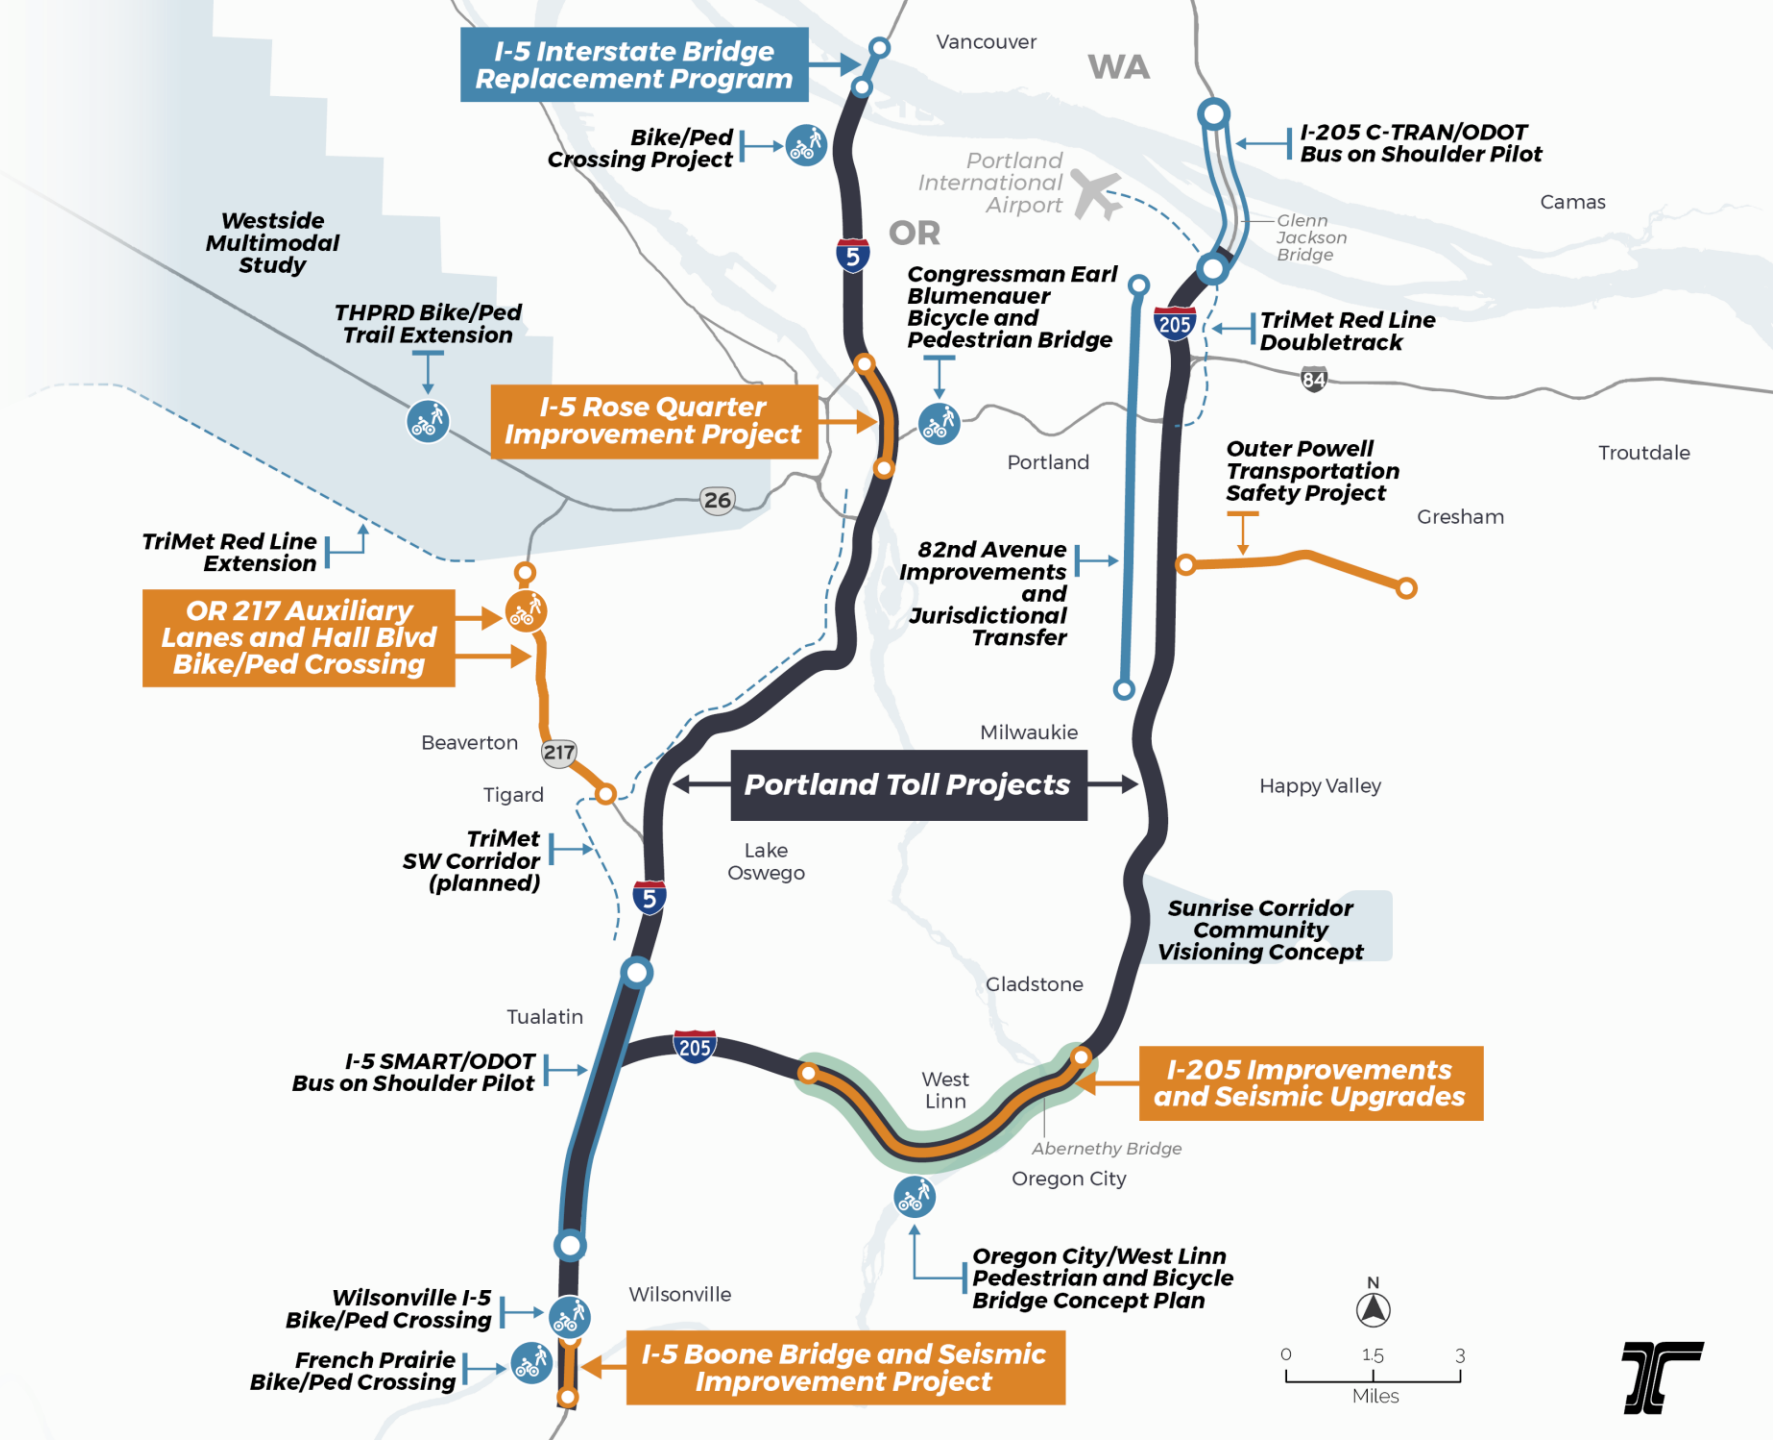 I-5 Interstate Bridge
Replacement Program
Vancouver
WA
Bike/Ped
Crossing Project
I-205 C-TRAN/ODOT
Bus on Shoulder Pilot
Portland
International
Airport
Camas
Westside
Multimodal
Study
OR
Glenn
Jackson
Bridge
5
Congressman Earl
Blumenauer
Bicycle and
Pedestrian Bridge
THPRD Bike/Ped
Trail Extension
205
TriMet Red Line
Doubletrack
84
I-5 Rose Quarter
Improvement Project
Portland
Outer Powell
Transportation
Safety Project
Troutdale
26
Gresham
TriMet Red Line
Extension
82nd Avenue
Improvements
and
Jurisdictional
Transfer
OR 217 Auxiliary
Lanes and Hall Blvd
Bike/Ped Crossing
Beaverton
217
Milwaukie
Portland Toll Projects
Happy Valley
Tigard
TriMet
SW Corridor
(planned)
Lake
Oswego
5
Sunrise Corridor
Community
Visioning Concept
Gladstone
Tualatin
205
I-5 SMART/ODOT
Bus on Shoulder Pilot
West
Linn
I-205 Improvements
and Seismic Upgrades
Abernethy Bridge
Oregon City
Oregon City/West Linn
Pedestrian and Bicycle
Bridge Concept Plan
Wilsonville I-5
Bike/Ped Crossing
Wilsonville
French Prairie
Bike/Ped Crossing
I-5 Boone Bridge and Seismic
Improvement Project
N
0 1.5 3
Miles